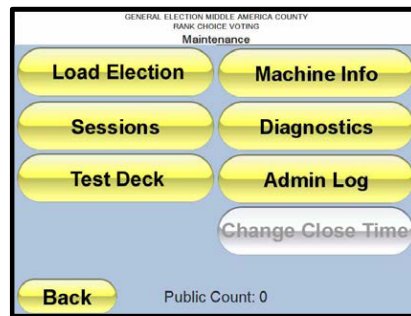 GENERAL ELECTION MIDDLE AMERICA COUNTY
RANK CHOICE VOTING
Maintenance
Load Election
Machine Info
Sessions
Diagnostics
Test Deck
Admin Log
Change Close Time
Back
Public Count: 0